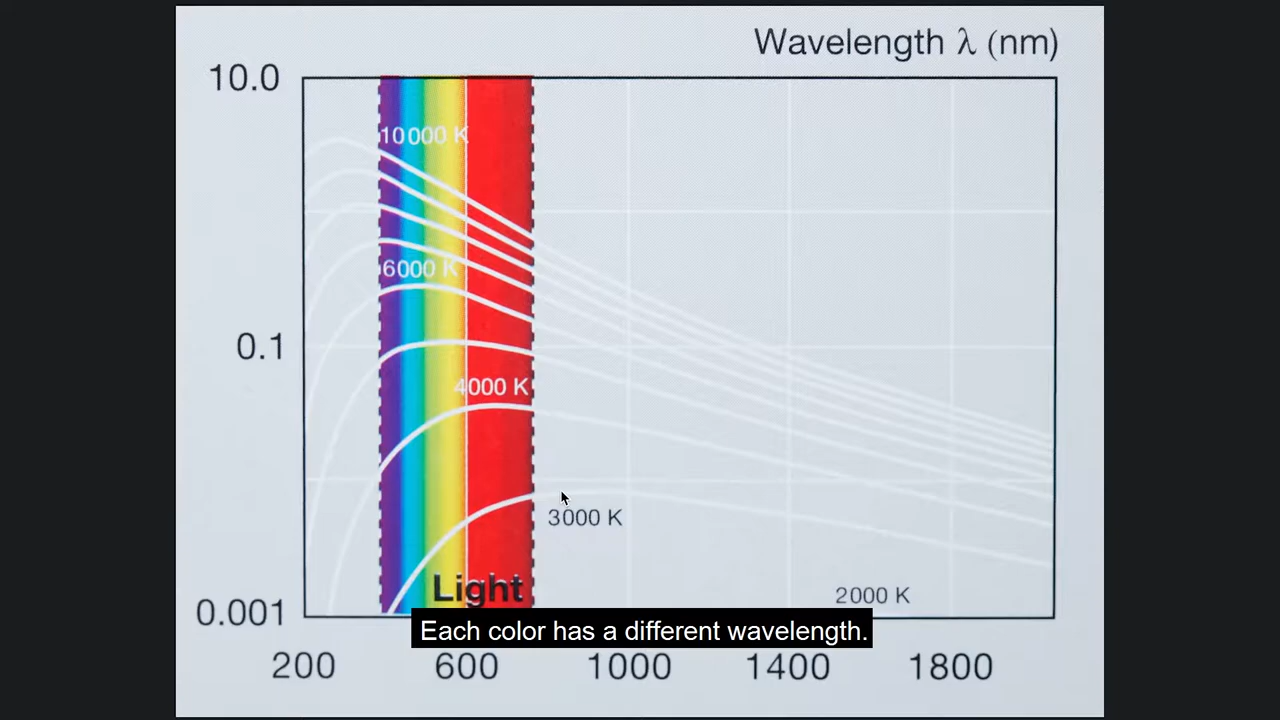 Wavelength λ (nm)
10.0
10000 K
6000 K
0.1
4000 K
3000 K
Light
2000 K
0.001
Each color has a different wavelength.
200 600 1000 1400 1800